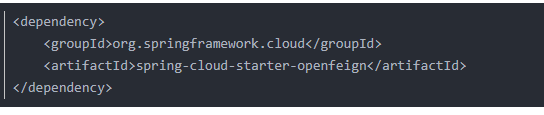 <dependency>
    <groupId>org.springframework.cloud</groupId>
    <artifactId>spring-cloud-starter-openfeign</artifactId>
</dependency>